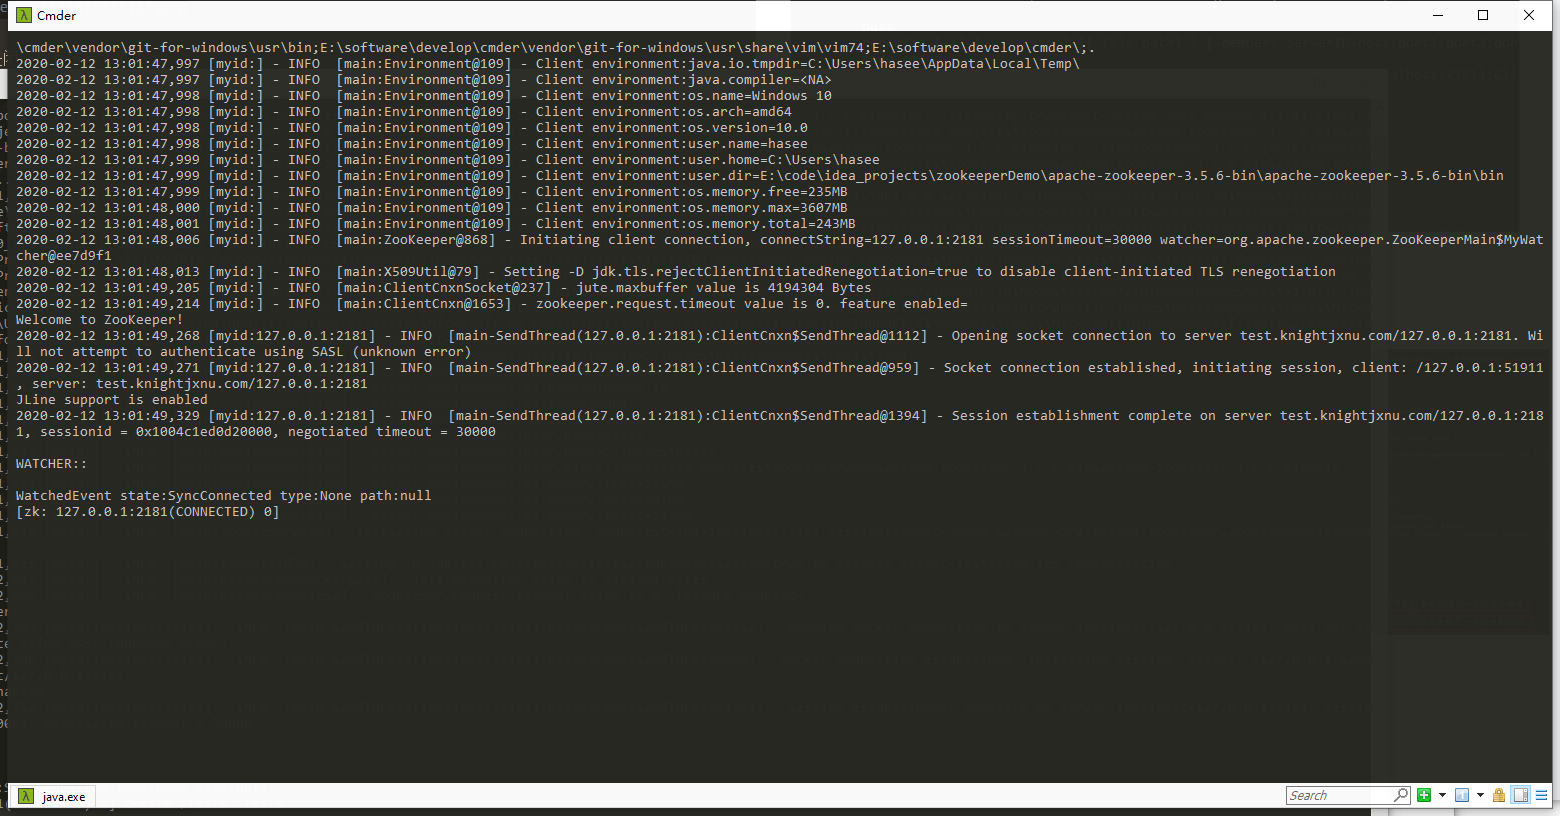 Cmder
\cmder\vendor\git-for-windows\usr\bin;E:\software\develop\cmder\vendor\git-for-windows\usr\share\vim\vim74;E:\software\develop\cmder\;.
2020-02-12 13:01:47,997 [myid:] - INFO  [main:Environment@109] - Client environment:java.io.tmpdir=C:\Users\hasee\AppData\Local\Temp\
2020-02-12 13:01:47,997 [myid:] - INFO  [main:Environment@109] - Client environment:java.compiler=<NA>
2020-02-12 13:01:47,998 [myid:] - INFO  [main:Environment@109] - Client environment:os.name=Windows 10
2020-02-12 13:01:47,998 [myid:] - INFO  [main:Environment@109] - Client environment:os.arch=amd64
2020-02-12 13:01:47,998 [myid:] - INFO  [main:Environment@109] - Client environment:os.version=10.0
2020-02-12 13:01:47,998 [myid:] - INFO  [main:Environment@109] - Client environment:user.name=hasee
2020-02-12 13:01:47,999 [myid:] - INFO  [main:Environment@109] - Client environment:user.home=C:\Users\hasee
2020-02-12 13:01:47,999 [myid:] - INFO  [main:Environment@109] - Client environment:user.dir=E:\code\idea_projects\zookeeperDemo\apache-zookeeper-3.5.6-bin\apache-zookeeper-3.5.6-bin\bin
2020-02-12 13:01:47,999 [myid:] - INFO  [main:Environment@109] - Client environment:os.memory.free=235MB
2020-02-12 13:01:48,000 [myid:] - INFO  [main:Environment@109] - Client environment:os.memory.max=3607MB
2020-02-12 13:01:48,001 [myid:] - INFO  [main:Environment@109] - Client environment:os.memory.total=243MB
2020-02-12 13:01:48,006 [myid:] - INFO  [main:ZooKeeper@868] - Initiating client connection, connectString=127.0.0.1:2181 sessionTimeout=30000 watcher=org.apache.zookeeper.ZooKeeperMain$MyWat
cher@ee7d9f1
2020-02-12 13:01:48,013 [myid:] - INFO  [main:X509Util@79] - Setting -D jdk.tls.rejectClientInitiatedRenegotiation=true to disable client-initiated TLS renegotiation
2020-02-12 13:01:49,205 [myid:] - INFO  [main:ClientCnxnSocket@237] - jute.maxbuffer value is 4194304 Bytes
2020-02-12 13:01:49,214 [myid:] - INFO  [main:ClientCnxn@1653] - zookeeper.request.timeout value is 0. feature enabled=
Welcome to ZooKeeper!
2020-02-12 13:01:49,268 [myid:127.0.0.1:2181] - INFO  [main-SendThread(127.0.0.1:2181):ClientCnxn$SendThread@1112] - Opening socket connection to server test.knightjxnu.com/127.0.0.1:2181. Wi
ll not attempt to authenticate using SASL (unknown error)
2020-02-12 13:01:49,271 [myid:127.0.0.1:2181] - INFO  [main-SendThread(127.0.0.1:2181):ClientCnxn$SendThread@959] - Socket connection established, initiating session, client: /127.0.0.1:51911
, server: test.knightjxnu.com/127.0.0.1:2181
JLine support is enabled
2020-02-12 13:01:49,329 [myid:127.0.0.1:2181] - INFO  [main-SendThread(127.0.0.1:2181):ClientCnxn$SendThread@1394] - Session establishment complete on server test.knightjxnu.com/127.0.0.1:218
1, sessionid = 0x1004c1ed0d20000, negotiated timeout = 30000
WATCHER::
WatchedEvent state:SyncConnected type:None path:null
[zk: 127.0.0.1:2181(CONNECTED) 0]
java.exe
Search